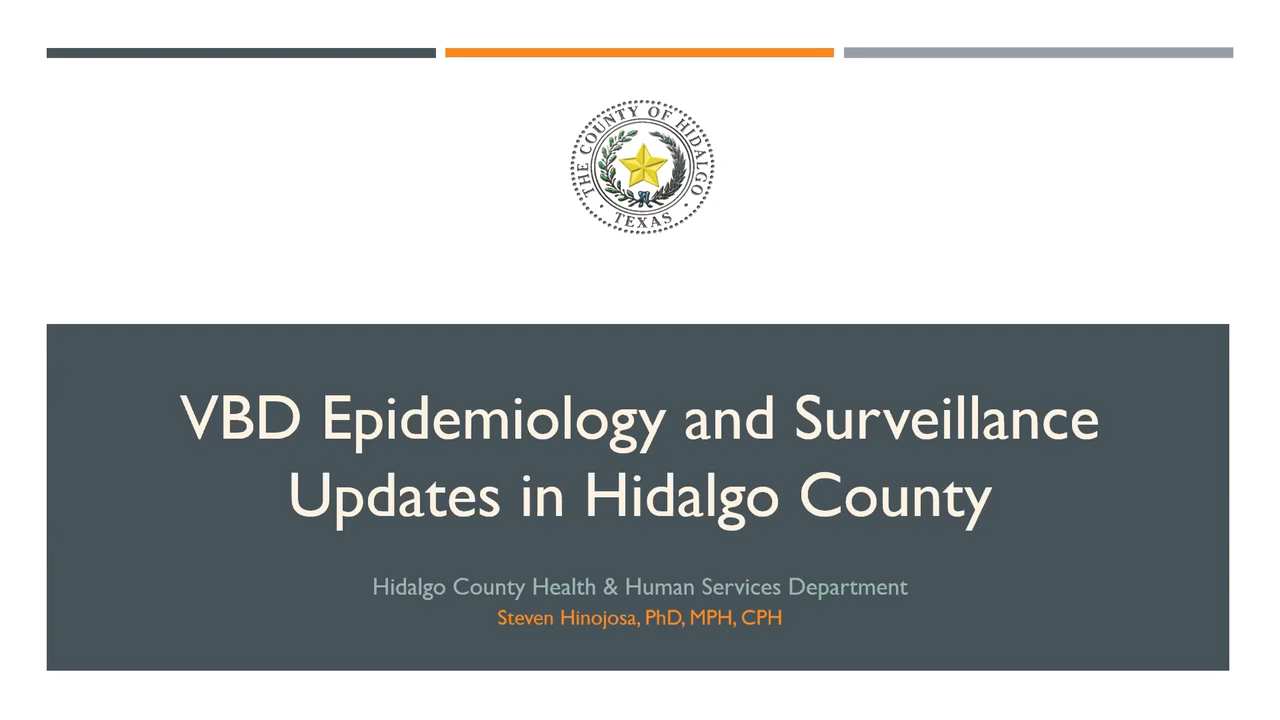 THE COUNTY OF HIDALGO
TEXAS
VBD Epidemiology and Surveillance
Updates in Hidalgo County
Hidalgo County Health & Human Services Department
Steven Hinojosa, PhD, MPH, CPH